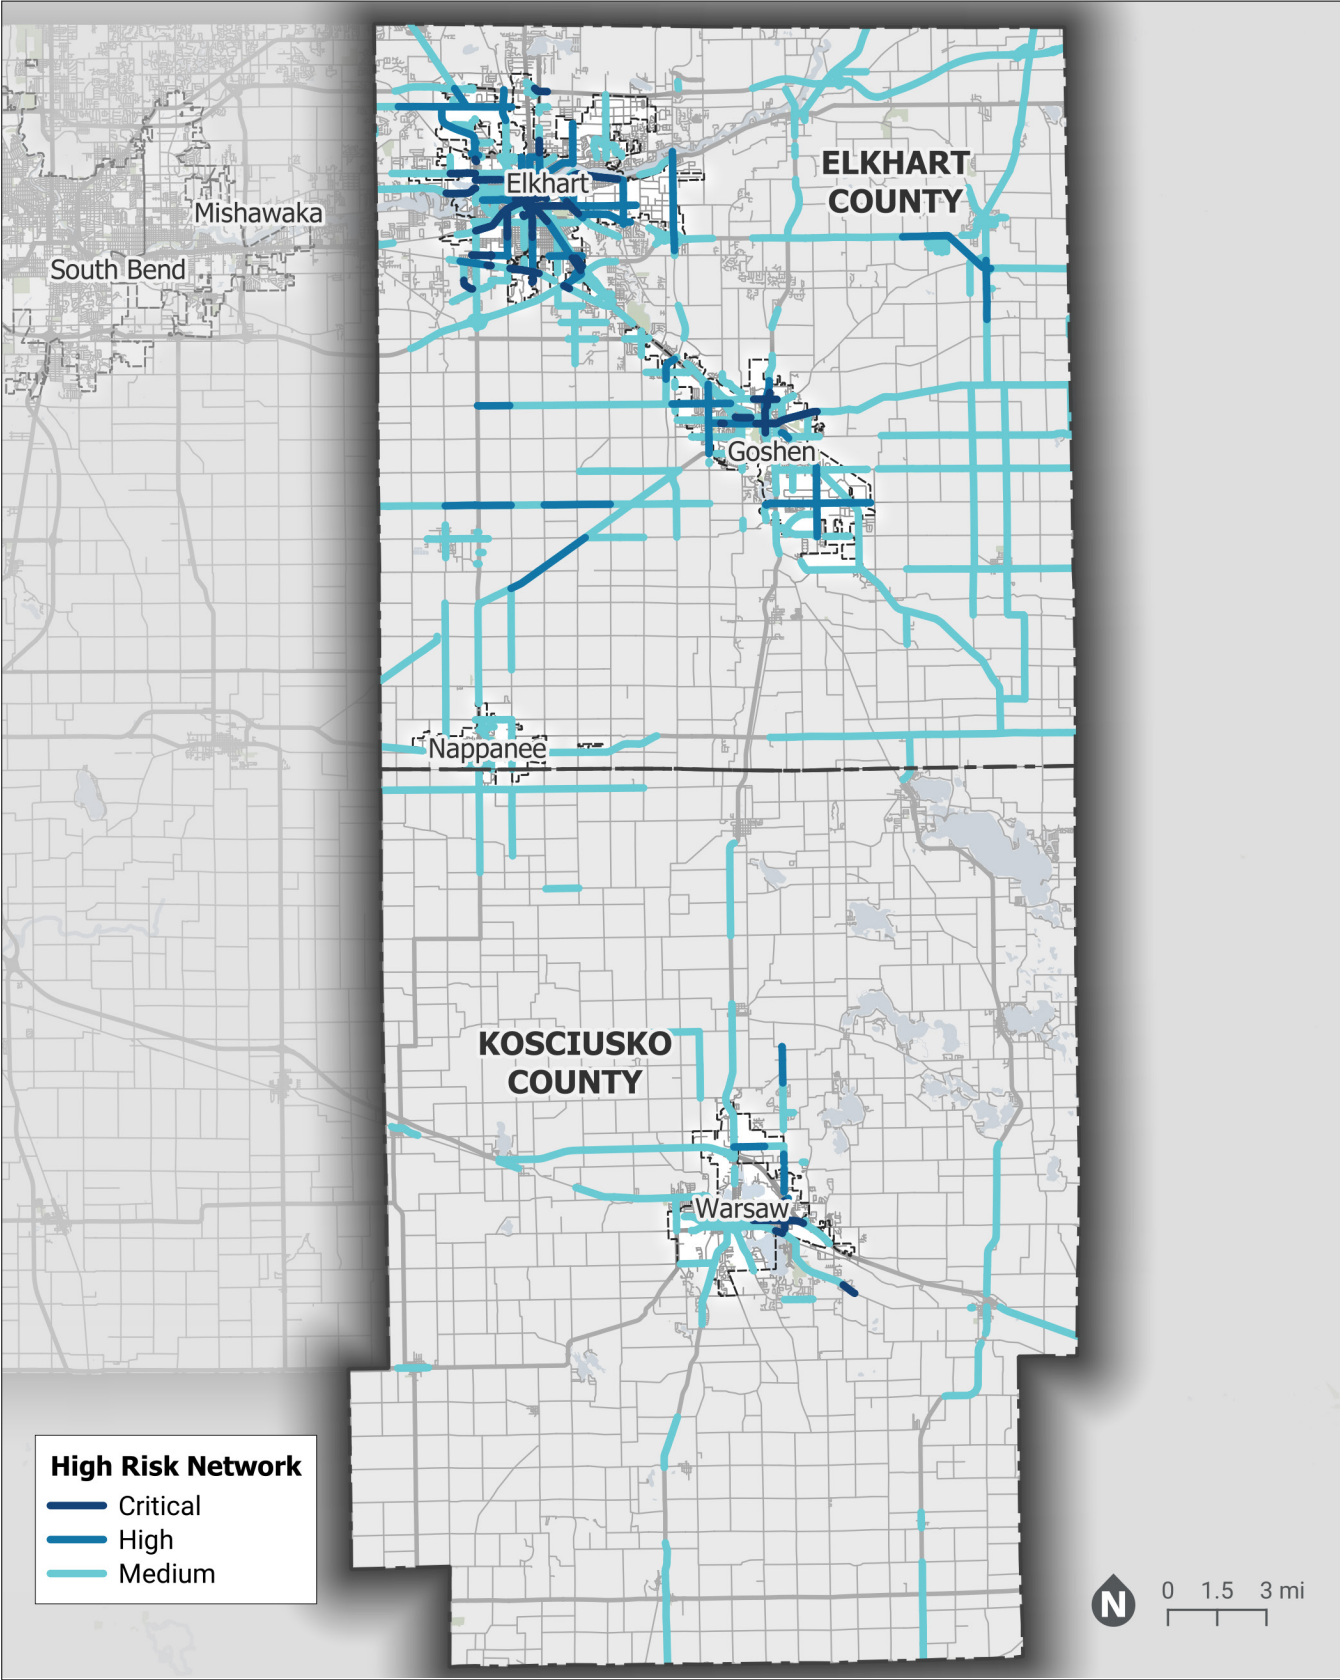 ELKHART
COUNTY
Elkhart
Mishawaka
South Bend
Goshen
Nappanee
KOSCIUSKO
COUNTY
Warsaw
High Risk Network
Critical
High
Medium
N
0 1.5 3 mi